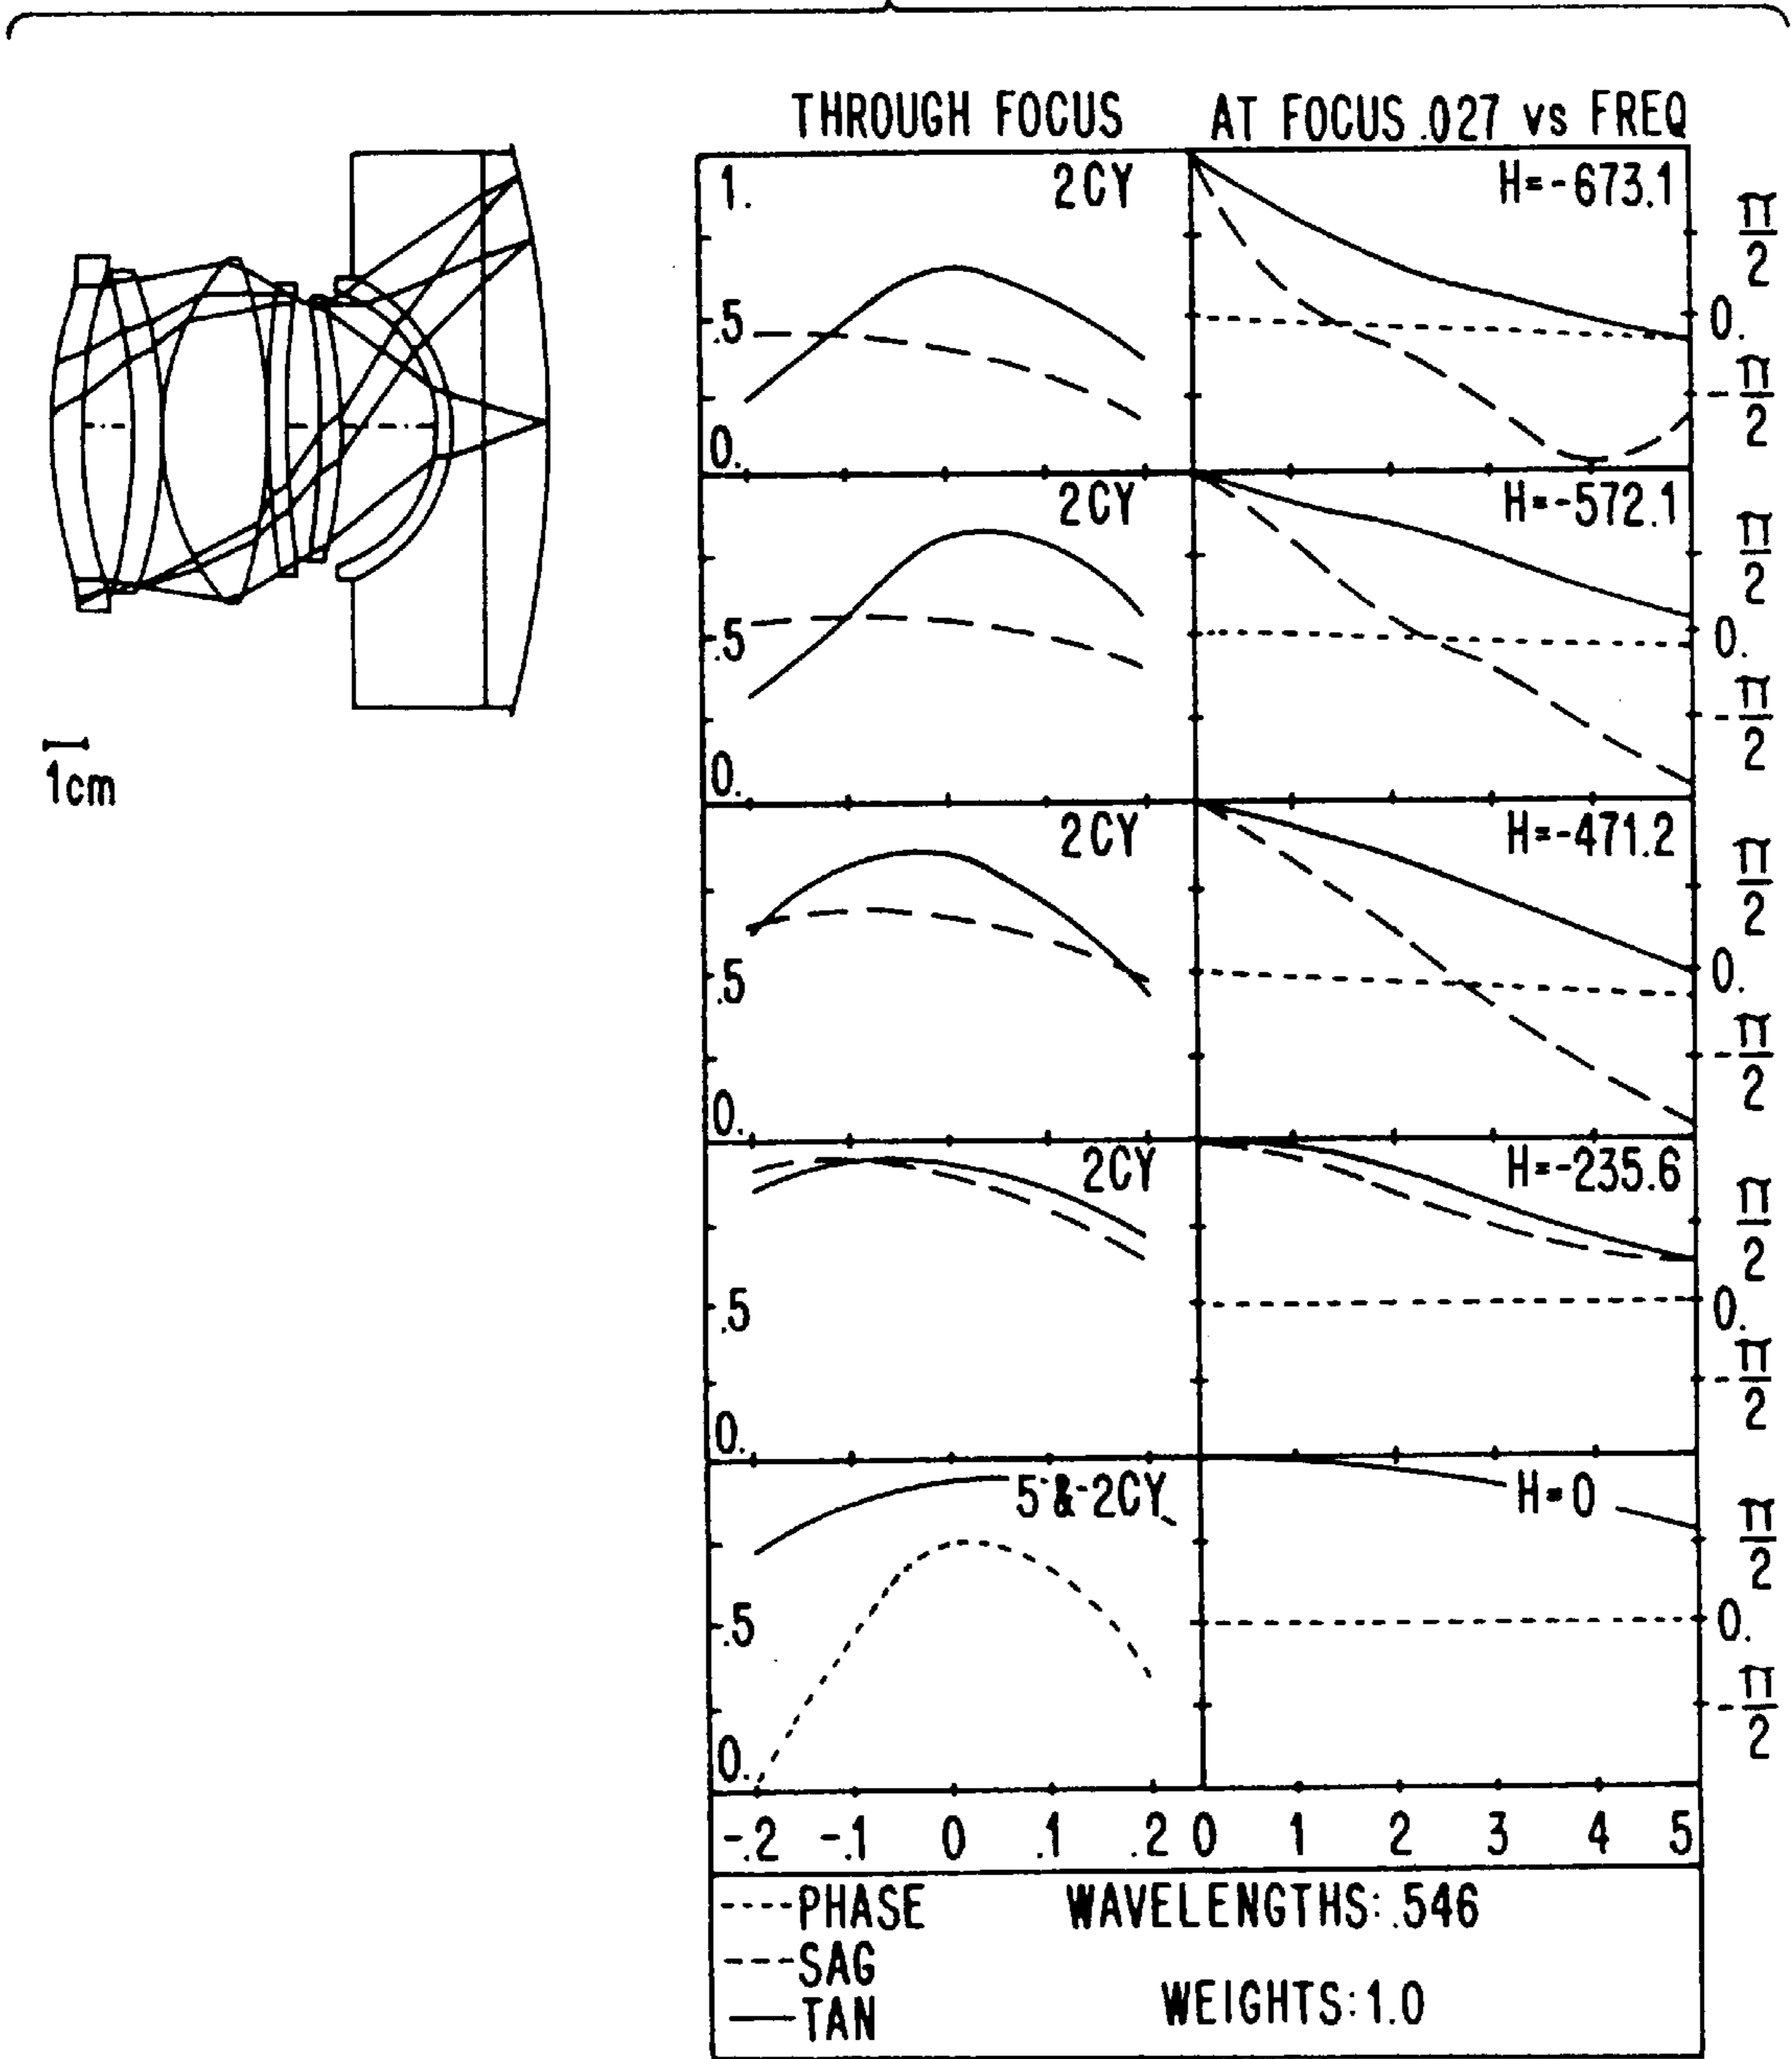 THROUGH FOCUS
AT FOCUS .027 vs FREQ
1.
2CY
H=-673.1
π/2
.5
0.
-π/2
0.
2CY
H=-572.1
π/2
.5
0.
-π/2
0.
1cm
2CY
H=-471.2
π/2
.5
0.
-π/2
0.
2CY
H=-235.6
π/2
.5
0.
-π/2
0.
5 & 2CY
H=0
π/2
.5
0.
-π/2
0.
-.2 -.1 0 .1 .2 0 1 2 3 4 5
PHASE
WAVELENGTHS: .546
SAG
WEIGHTS: 1.0
TAN